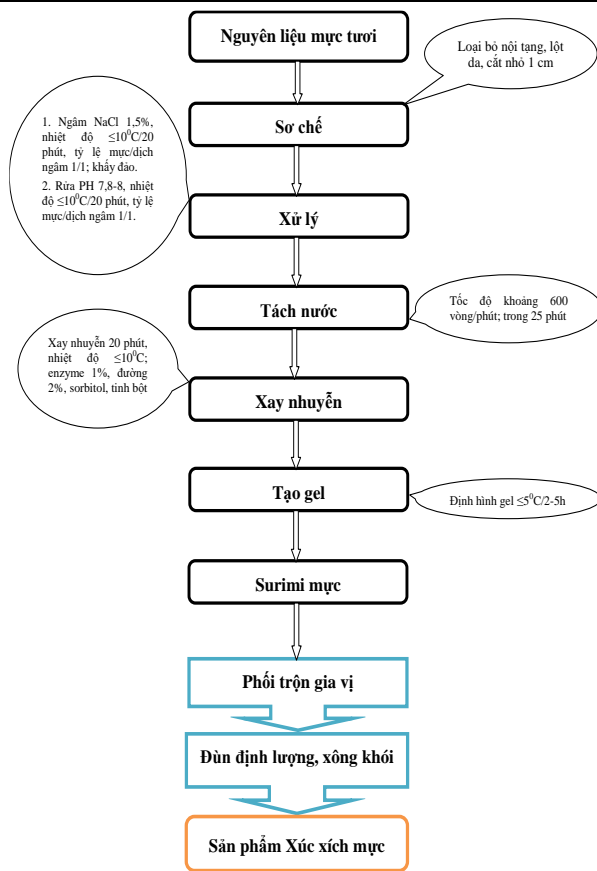 Nguyên liệu mực tươi
Loại bỏ nội tạng, lột
da, cắt nhỏ 1 cm
Sơ chế
1. Ngâm NaCl 1,5%,
nhiệt độ ≤10⁰C/20
phút, tỷ lệ mực/dịch
ngâm 1/1; khấy đảo.
2. Rửa PH 7,8-8, nhiệt
độ ≤10⁰C/20 phút, tỷ lệ
mực/dịch ngâm 1/1.
Xử lý
Tách nước
Tốc độ khoảng 600
vòng/phút; trong 25 phút
Xay nhuyễn 20 phút,
nhiệt độ ≤10⁰C;
enzyme 1%, đường
2%, sorbitol, tinh bột
Xay nhuyễn
Tạo gel
Định hình gel ≤5⁰C/2-5h
Surimi mực
Phối trộn gia vị
Đùn định lượng, xông khói
Sản phẩm Xúc xích mực